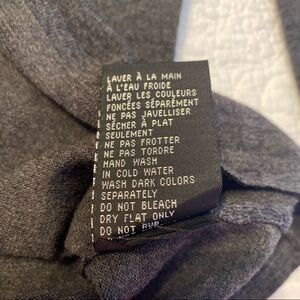 LAVER À LA MAIN
À L'EAU FROIDE
LAVER LES COULEURS
FONCÉES SÉPARÉMENT
NE PAS JAVELLISER
SÉCHER À PLAT
SEULEMENT
NE PAS FROTTER
NE PAS TORDRE
HAND WASH
IN COLD WATER
WASH DARK COLORS
SEPARATELY
DO NOT BLEACH
DRY FLAT ONLY
DO NOT RUB